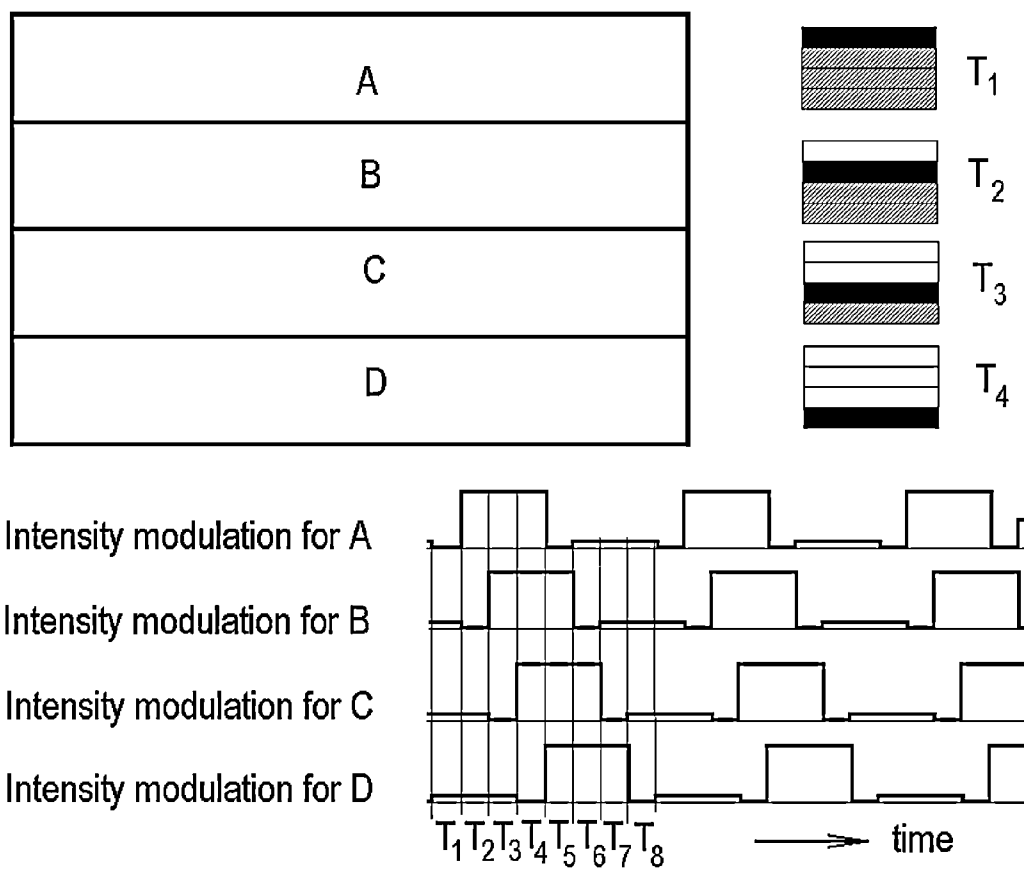 A
B
C
D
T1
T2
T3
T4
Intensity modulation for A
Intensity modulation for B
Intensity modulation for C
Intensity modulation for D
T1 T2 T3 T4 T5 T6 T7 T8
time